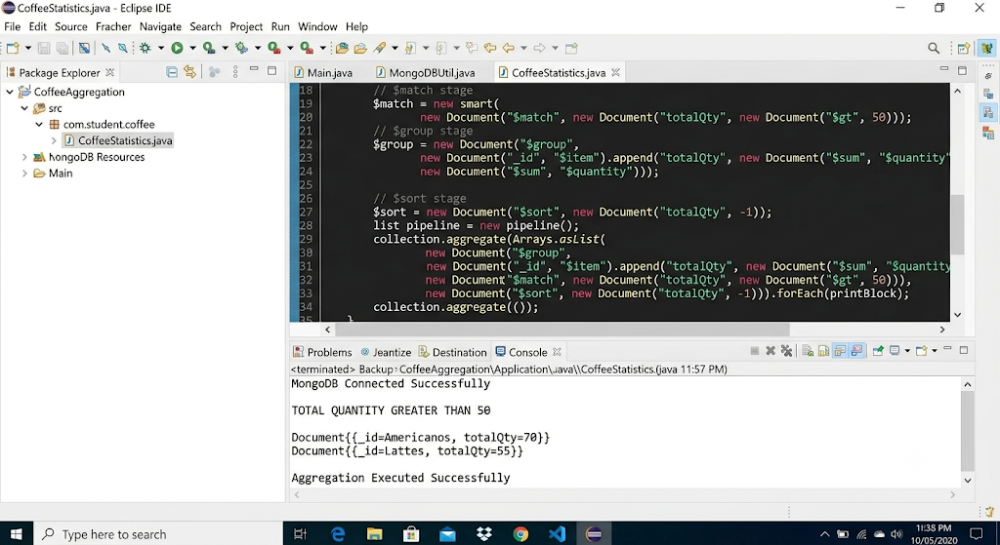 CoffeeStatistics.java - Eclipse IDE
File Edit Source Fracher Navigate Search Project Run Window Help
Package Explorer
CoffeeAggregation
src
com.student.coffee
CoffeeStatistics.java
hongoDB Resources
Main
Main.java MongoDBUtil.java CoffeeStatistics.java
18 // $match stage
19 $match = new smart(
20 new Document("$match", new Document("totalQty", new Document("$gt", 50)));
21 // $group stage
22 $group = new Document("$group",
23 new Document("_id", "$item").append("totalQty", new Document("$sum", "$quantity"
24 new Document("$sum", "$quantity")));
25
26 // $sort stage
27 $sort = new Document("$sort", new Document("totalQty", -1));
28 list pipeline = new pipeline();
29 collection.aggregate(Arrays.asList(
30 new Document("$group",
31 new Document("_id", "$item").append("totalQty", new Document("$sum", "$quantity
32 new Document("$match", new Document("totalQty", new Document("$gt", 50))),
33 new Document("$sort", new Document("totalQty", -1))).forEach(printBlock);
34 collection.aggregate(());
35 }
Problems Jeantize Destination Console
<terminated> Backup›CoffeeAggregation\Application\Java\\CoffeeStatistics.(java 11:57 PM)
MongoDB Connected Successfully
TOTAL QUANTITY GREATER THAN 50
Document{{_id=Americanos, totalQty=70}}
Document{{_id=Lattes, totalQty=55}}
Aggregation Executed Successfully
Type here to search
11:38 PM
10/05/2020